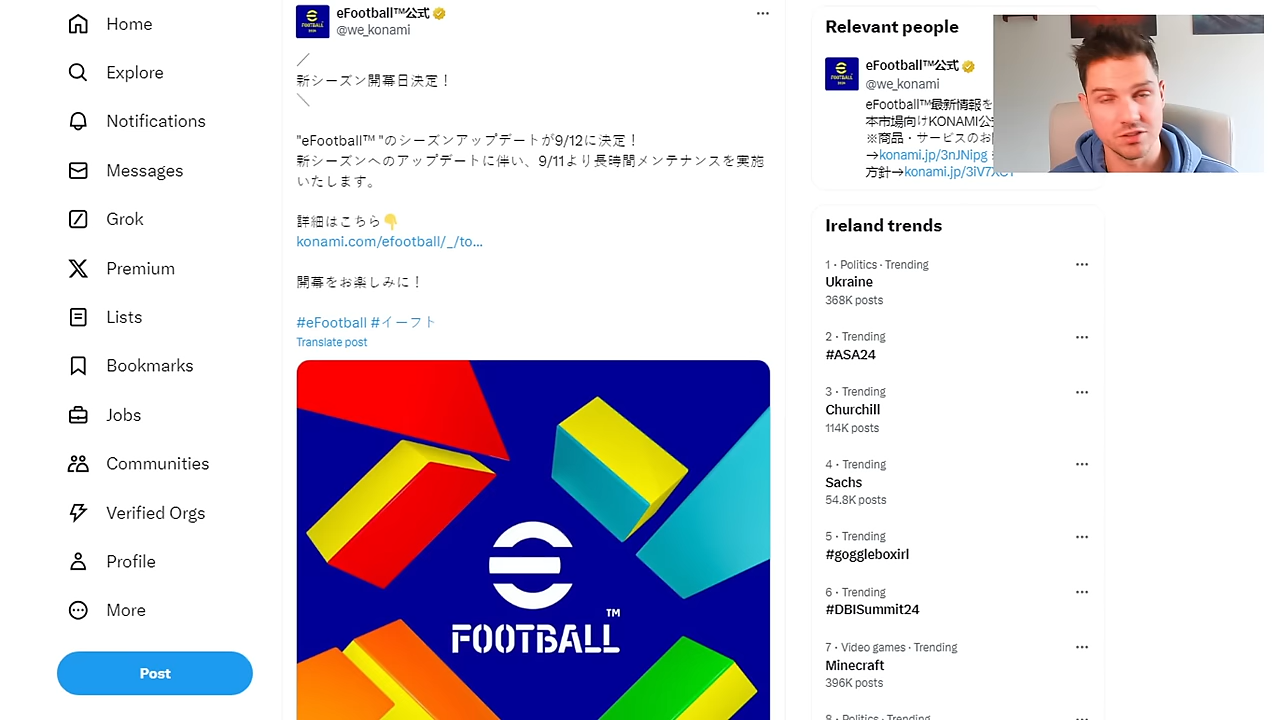 Home
Explore
Notifications
Messages
Grok
Premium
Lists
Bookmarks
Jobs
Communities
Verified Orgs
Profile
More
Post
eFootball™公式
@we_konami
／
新シーズン開幕日決定！
＼
"eFootball™ "のシーズンアップデートが9/12に決定！
新シーズンへのアップデートに伴い、9/11より長時間メンテナンスを実施
いたします。
詳細はこちら👇
konami.com/efootball/_/to…
開幕をお楽しみに！
#eFootball #イーフト
Translate post
FOOTBALL™
Relevant people
eFootball™公式
@we_konami
eFootball™最新情報を
本市場向けKONAMI公
※商品・サービスのお
→konami.jp/3nJNipg
方針→konami.jp/3iV7XCT
Ireland trends
1 · Politics · Trending
Ukraine
368K posts
2 · Trending
#ASA24
3 · Trending
Churchill
114K posts
4 · Trending
Sachs
54.8K posts
5 · Trending
#goggleboxirl
6 · Trending
#DBISummit24
7 · Video games · Trending
Minecraft
396K posts
8 · Politics · Trending